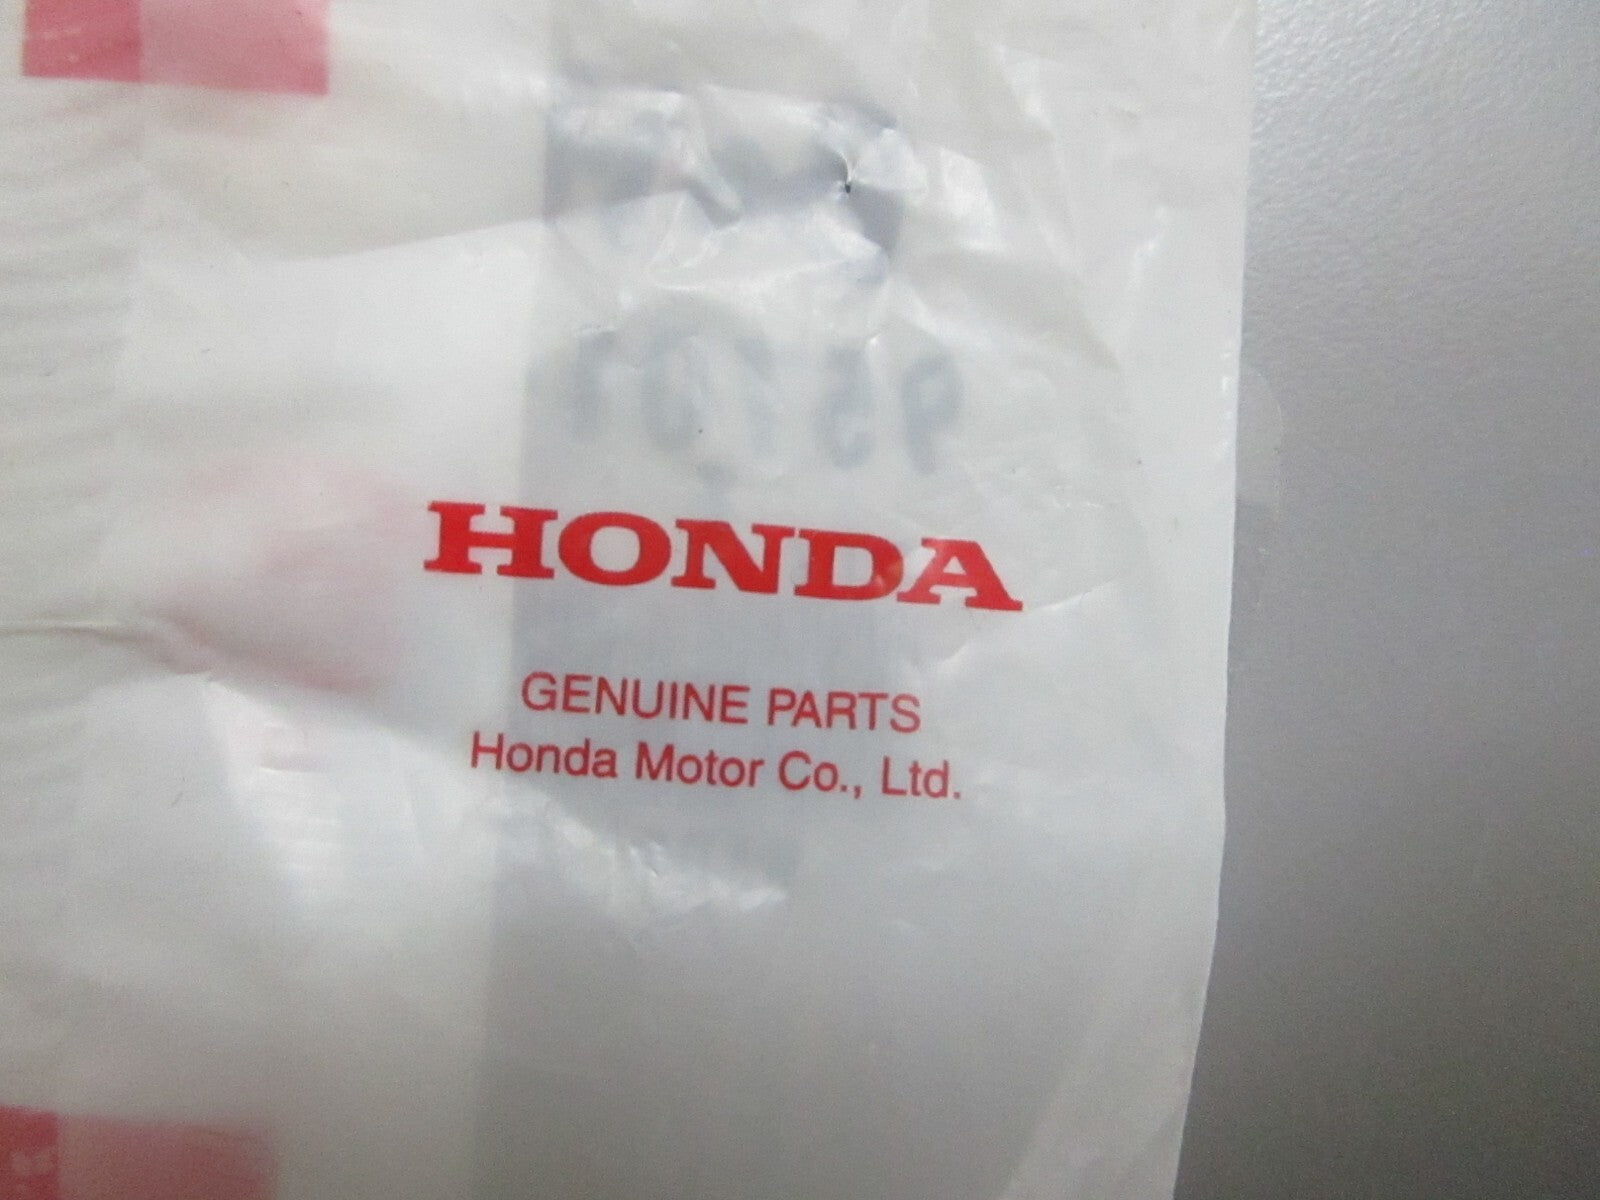 HONDA
GENUINE PARTS
Honda Motor Co., Ltd.